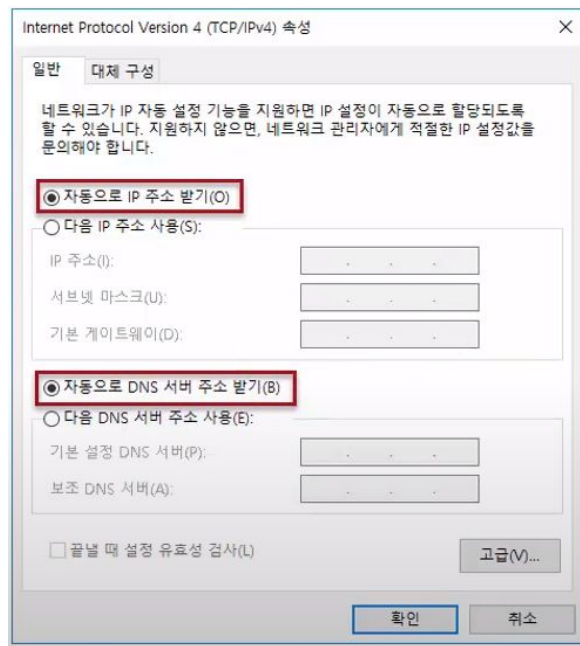 Internet Protocol Version 4 (TCP/IPv4) 속성
일반
대체 구성
네트워크가 IP 자동 설정 기능을 지원하면 IP 설정이 자동으로 할당되도록
할 수 있습니다. 지원하지 않으면, 네트워크 관리자에게 적절한 IP 설정값을
문의해야 합니다.
자동으로 IP 주소 받기(O)
다음 IP 주소 사용(S):
IP 주소(I):
서브넷 마스크(U):
기본 게이트웨이(D):
자동으로 DNS 서버 주소 받기(B)
다음 DNS 서버 주소 사용(E):
기본 설정 DNS 서버(P):
보조 DNS 서버(A):
끝낼 때 설정 유효성 검사(L)
고급(V)...
확인
취소